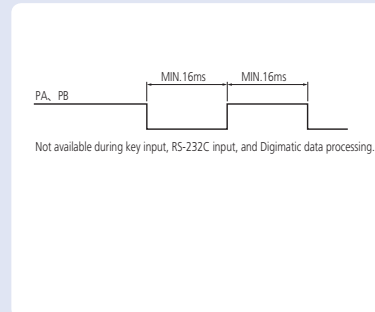 MIN.16ms MIN.16ms
PA、PB
Not available during key input, RS-232C input, and Digimatic data processing.